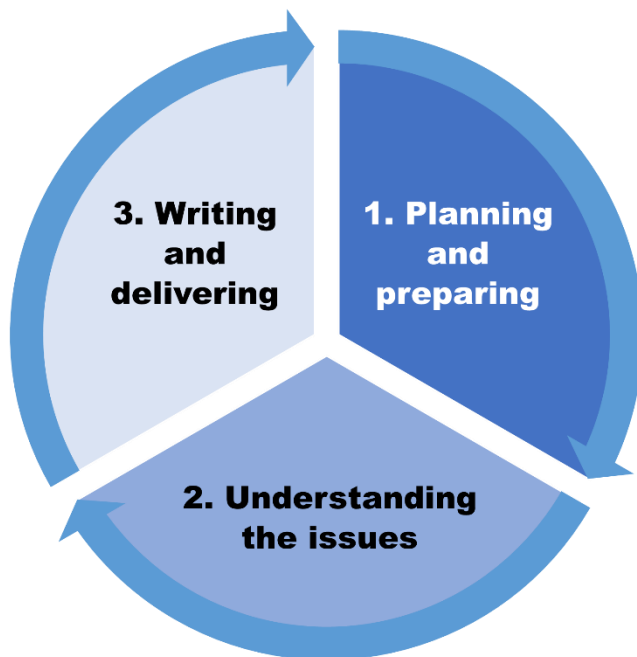 1. Planning
and
preparing
2. Understanding
the issues
3. Writing
and
delivering